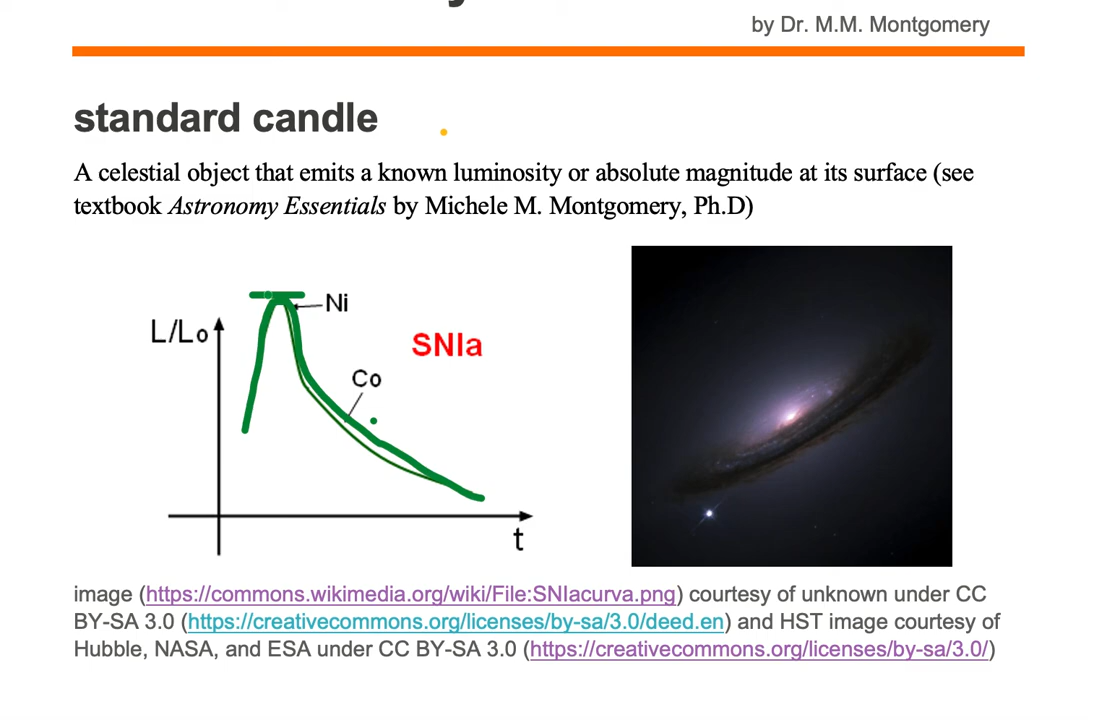 by Dr. M.M. Montgomery
standard candle
A celestial object that emits a known luminosity or absolute magnitude at its surface (see
textbook Astronomy Essentials by Michele M. Montgomery, Ph.D)
Ni
L/Lo
SNIa
Co
t
image (https://commons.wikimedia.org/wiki/File:SNIacurva.png) courtesy of unknown under CC
BY-SA 3.0 (https://creativecommons.org/licenses/by-sa/3.0/deed.en) and HST image courtesy of
Hubble, NASA, and ESA under CC BY-SA 3.0 (https://creativecommons.org/licenses/by-sa/3.0/)